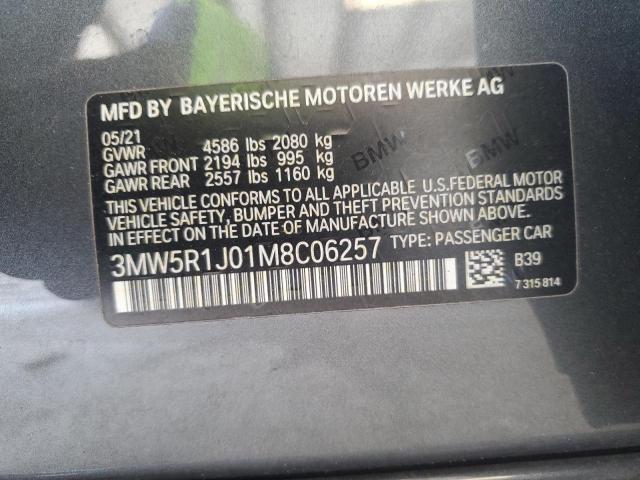 MFD BY BAYERISCHE MOTOREN WERKE AG
05/21
GVWR 4586 lbs 2080 kg
GAWR FRONT 2194 lbs 995 kg
GAWR REAR 2557 lbs 1160 kg
THIS VEHICLE CONFORMS TO ALL APPLICABLE U.S.FEDERAL MOTOR
VEHICLE SAFETY, BUMPER AND THEFT PREVENTION STANDARDS
IN EFFECT ON THE DATE OF MANUFACTURE SHOWN ABOVE.
3MW5R1J01M8C06257 TYPE: PASSENGER CAR
B39
7 315 814
BMW
BMW